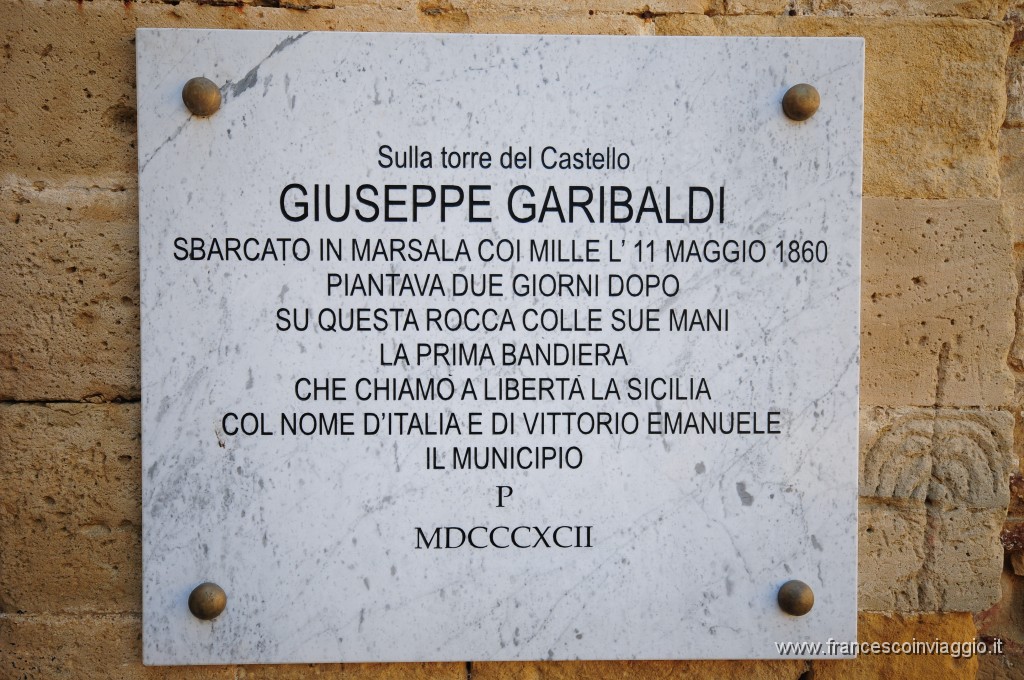 Sulla torre del Castello
GIUSEPPE GARIBALDI
SBARCATO IN MARSALA COI MILLE L' 11 MAGGIO 1860
PIANTAVA DUE GIORNI DOPO
SU QUESTA ROCCA COLLE SUE MANI
LA PRIMA BANDIERA
CHE CHIAMO A LIBERTÁ LA SICILIA
COL NOME D'ITALIA E DI VITTORIO EMANUELE
IL MUNICIPIO
P
MDCCCXCII
www.francescoinviaggio.it